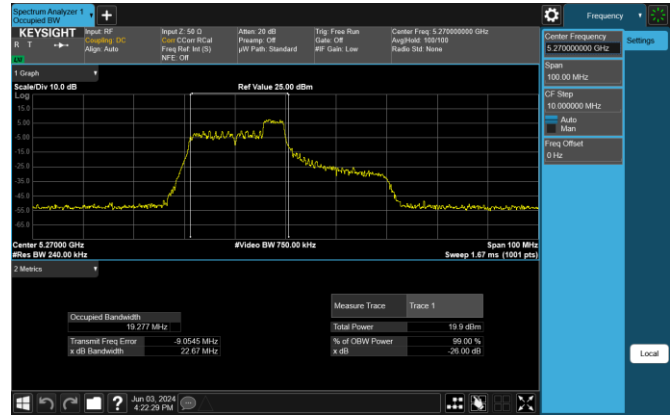 Spectrum Analyzer 1
Occupied BW
+
Frequency
KEYSIGHT
R T
LW
Input: RF
Coupling: DC
Align: Auto
Input Z: 50 Ω
Corr CCorr RCal
Freq Ref: Int (S)
NFE: Off
Atten: 20 dB
Preamp: Off
µW Path: Standard
Trig: Free Run
Gate: Off
#IF Gain: Low
Center Freq: 5.270000000 GHz
Avg|Hold: 100/100
Radio Std: None
Center Frequency
5.270000000 GHz
Settings
Span
100.00 MHz
CF Step
10.000000 MHz
Auto
Man
Freq Offset
0 Hz
1 Graph
Scale/Div 10.0 dB
Ref Value 25.00 dBm
Log
15.0
5.00
-5.00
-15.0
-25.0
-35.0
-45.0
-55.0
-65.0
Center 5.27000 GHz
#Video BW 750.00 kHz
Span 100 MHz
#Res BW 240.00 kHz
Sweep 1.67 ms (1001 pts)
2 Metrics
Measure Trace
Trace 1
Occupied Bandwidth
19.277 MHz
Total Power
19.9 dBm
Transmit Freq Error
-9.0545 MHz
% of OBW Power
99.00 %
x dB Bandwidth
22.67 MHz
x dB
-26.00 dB
Local
?
Jun 03, 2024
4:22:29 PM